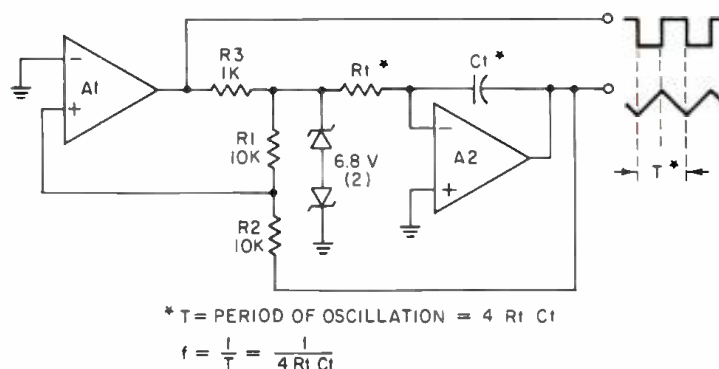 R3
1K
Rt *
Ct *
−
A1
+
R1
10K
6.8 V
(2)
−
A2
+
T *
R2
10K
* T = PERIOD OF OSCILLATION = 4 Rt Ct
f = 1/T = 1/4 Rt Ct